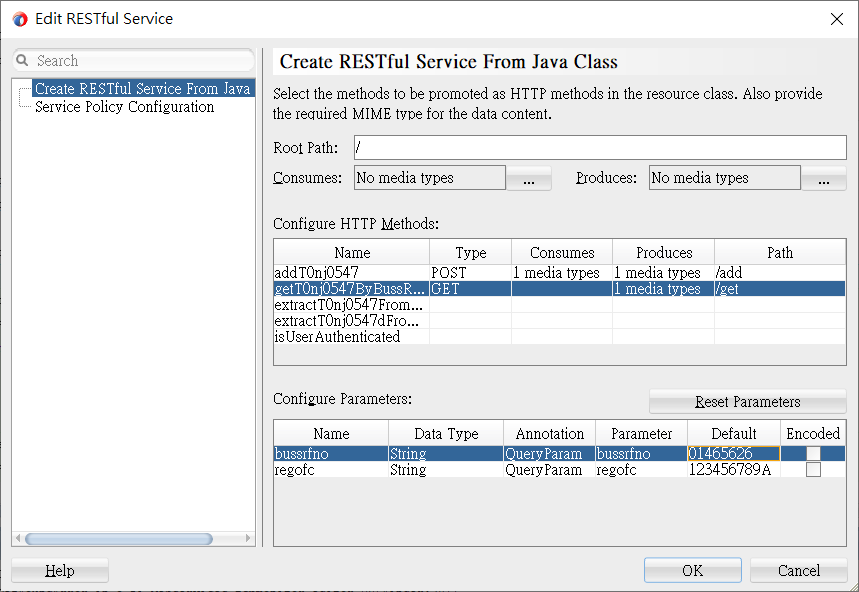 Edit RESTful Service
Search
Create RESTful Service From Java
Service Policy Configuration
Create RESTful Service From Java Class
Select the methods to be promoted as HTTP methods in the resource class. Also provide
the required MIME type for the data content.
Root Path: /
Consumes: No media types ... Produces: No media types ...
Configure HTTP Methods:
Name Type Consumes Produces Path
addT0nj0547 POST 1 media types 1 media types /add
getT0nj0547ByBussR... GET 1 media types /get
extractT0nj0547From...
extractT0nj0547dFro...
isUserAuthenticated
Configure Parameters: Reset Parameters
Name Data Type Annotation Parameter Default Encoded
bussrfno String QueryParam bussrfno 01465626
regofc String QueryParam regofc 123456789A
Help OK Cancel